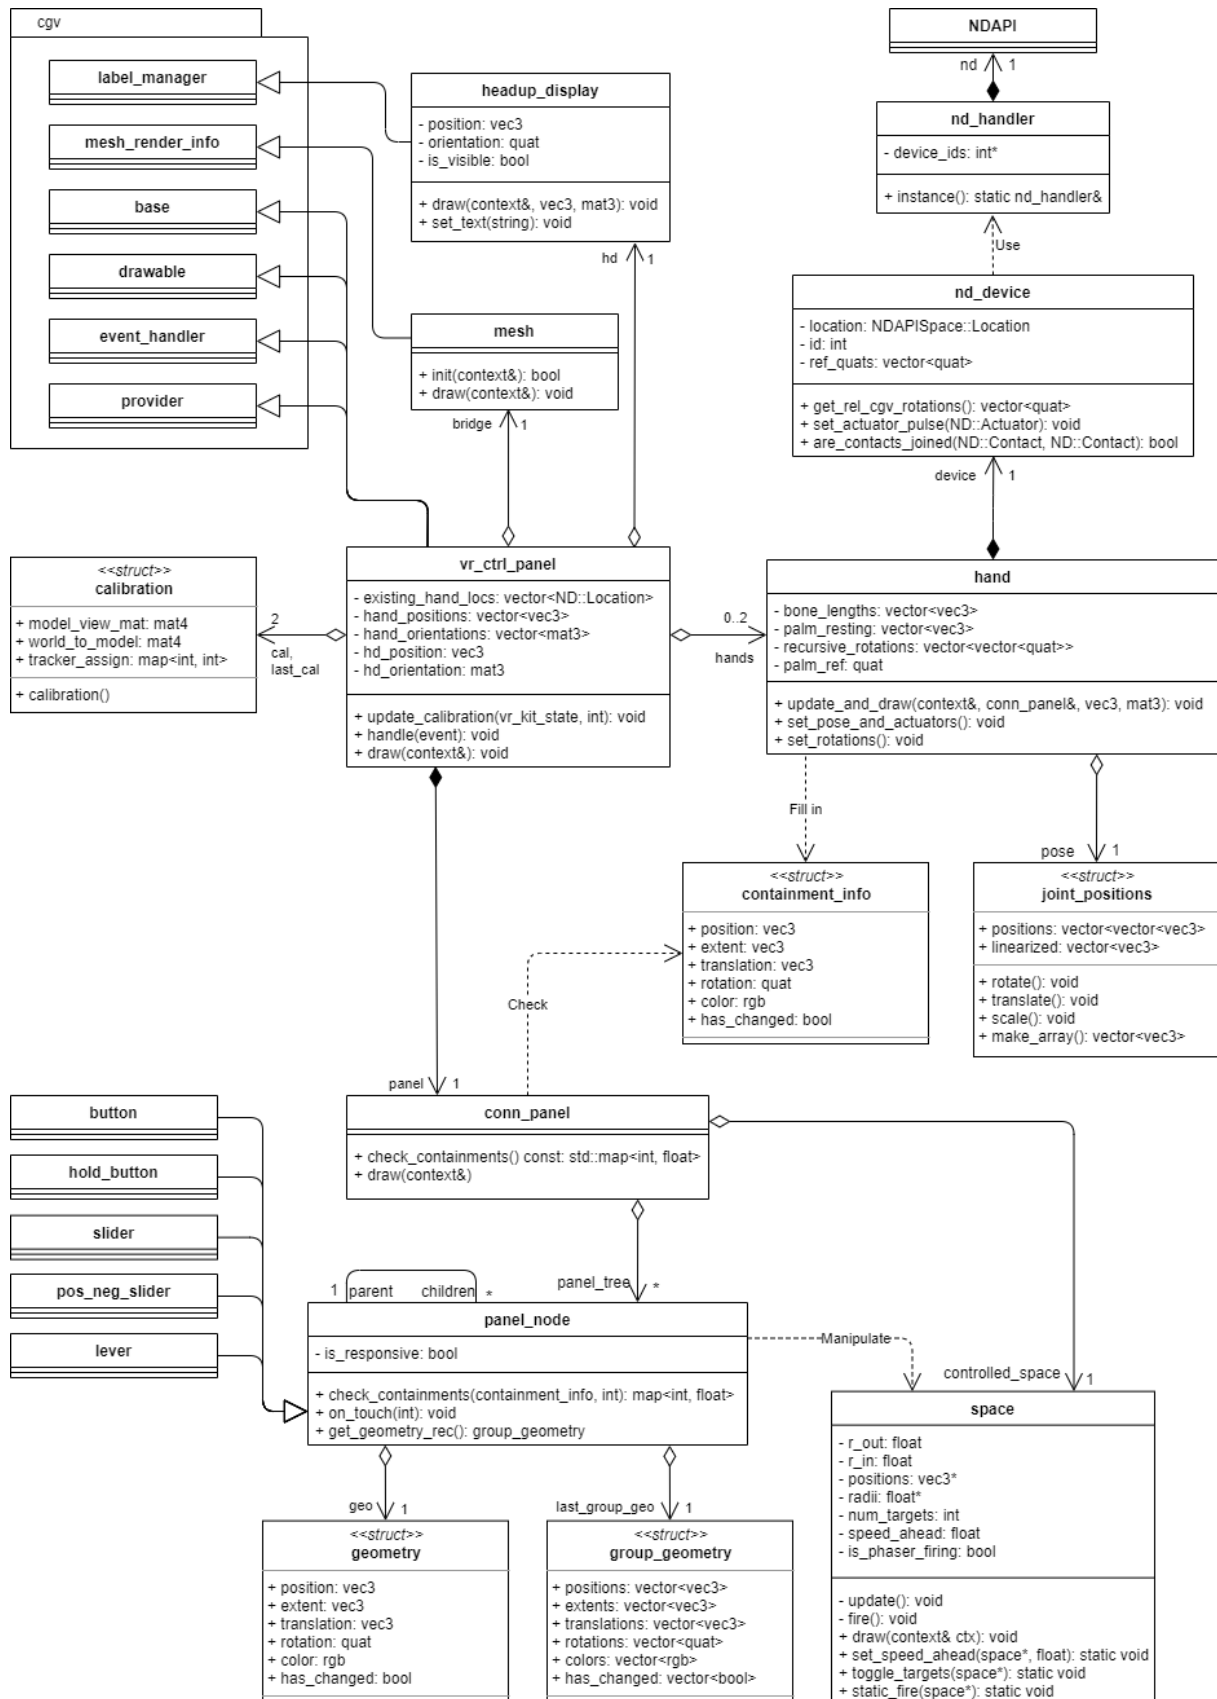 cgv
label_manager
mesh_render_info
base
drawable
event_handler
provider
headup_display
- position: vec3
- orientation: quat
- is_visible: bool
+ draw(context&, vec3, mat3): void
+ set_text(string): void
hd
1
mesh
+ init(context&): bool
+ draw(context&): void
bridge
1
NDAPI
nd
1
nd_handler
- device_ids: int*
+ instance(): static nd_handler&
Use
nd_device
- location: NDAPISpace::Location
- id: int
- ref_quats: vector<quat>
+ get_rel_cgv_rotations(): vector<quat>
+ set_actuator_pulse(ND::Actuator): void
+ are_contacts_joined(ND::Contact, ND::Contact): bool
device
1
<<struct>>
calibration
+ model_view_mat: mat4
+ world_to_model: mat4
+ tracker_assign: map<int, int>
+ calibration()
2
cal,
last_cal
vr_ctrl_panel
- existing_hand_locs: vector<ND::Location>
- hand_positions: vector<vec3>
- hand_orientations: vector<mat3>
- hd_position: vec3
- hd_orientation: mat3
+ update_calibration(vr_kit_state, int): void
+ handle(event): void
+ draw(context&): void
0..2
hands
hand
- bone_lengths: vector<vec3>
- palm_resting: vector<vec3>
- recursive_rotations: vector<vector<quat>>
- palm_ref: quat
+ update_and_draw(context&, conn_panel&, vec3, mat3): void
+ set_pose_and_actuators(): void
+ set_rotations(): void
Fill in
pose
1
<<struct>>
containment_info
+ position: vec3
+ extent: vec3
+ translation: vec3
+ rotation: quat
+ color: rgb
+ has_changed: bool
<<struct>>
joint_positions
+ positions: vector<vector<vec3>
+ linearized: vector<vec3>
+ rotate(): void
+ translate(): void
+ scale(): void
+ make_array(): vector<vec3>
Check
panel
1
conn_panel
+ check_containments() const: std::map<int, float>
+ draw(context&)
button
hold_button
slider
pos_neg_slider
lever
panel_tree
*
1
parent
children
*
panel_node
- is_responsive: bool
+ check_containments(containment_info, int): map<int, float>
+ on_touch(int): void
+ get_geometry_rec(): group_geometry
Manipulate
controlled_space
1
geo
1
last_group_geo
1
<<struct>>
geometry
+ position: vec3
+ extent: vec3
+ translation: vec3
+ rotation: quat
+ color: rgb
+ has_changed: bool
<<struct>>
group_geometry
+ positions: vector<vec3>
+ extents: vector<vec3>
+ translations: vector<vec3>
+ rotations: vector<quat>
+ colors: vector<rgb>
+ has_changed: vector<bool>
space
- r_out: float
- r_in: float
- positions: vec3*
- radii: float*
- num_targets: int
- speed_ahead: float
- is_phaser_firing: bool
- update(): void
- fire(): void
+ draw(context& ctx): void
+ set_speed_ahead(space*, float): static void
+ toggle_targets(space*): static void
+ static_fire(space*): static void